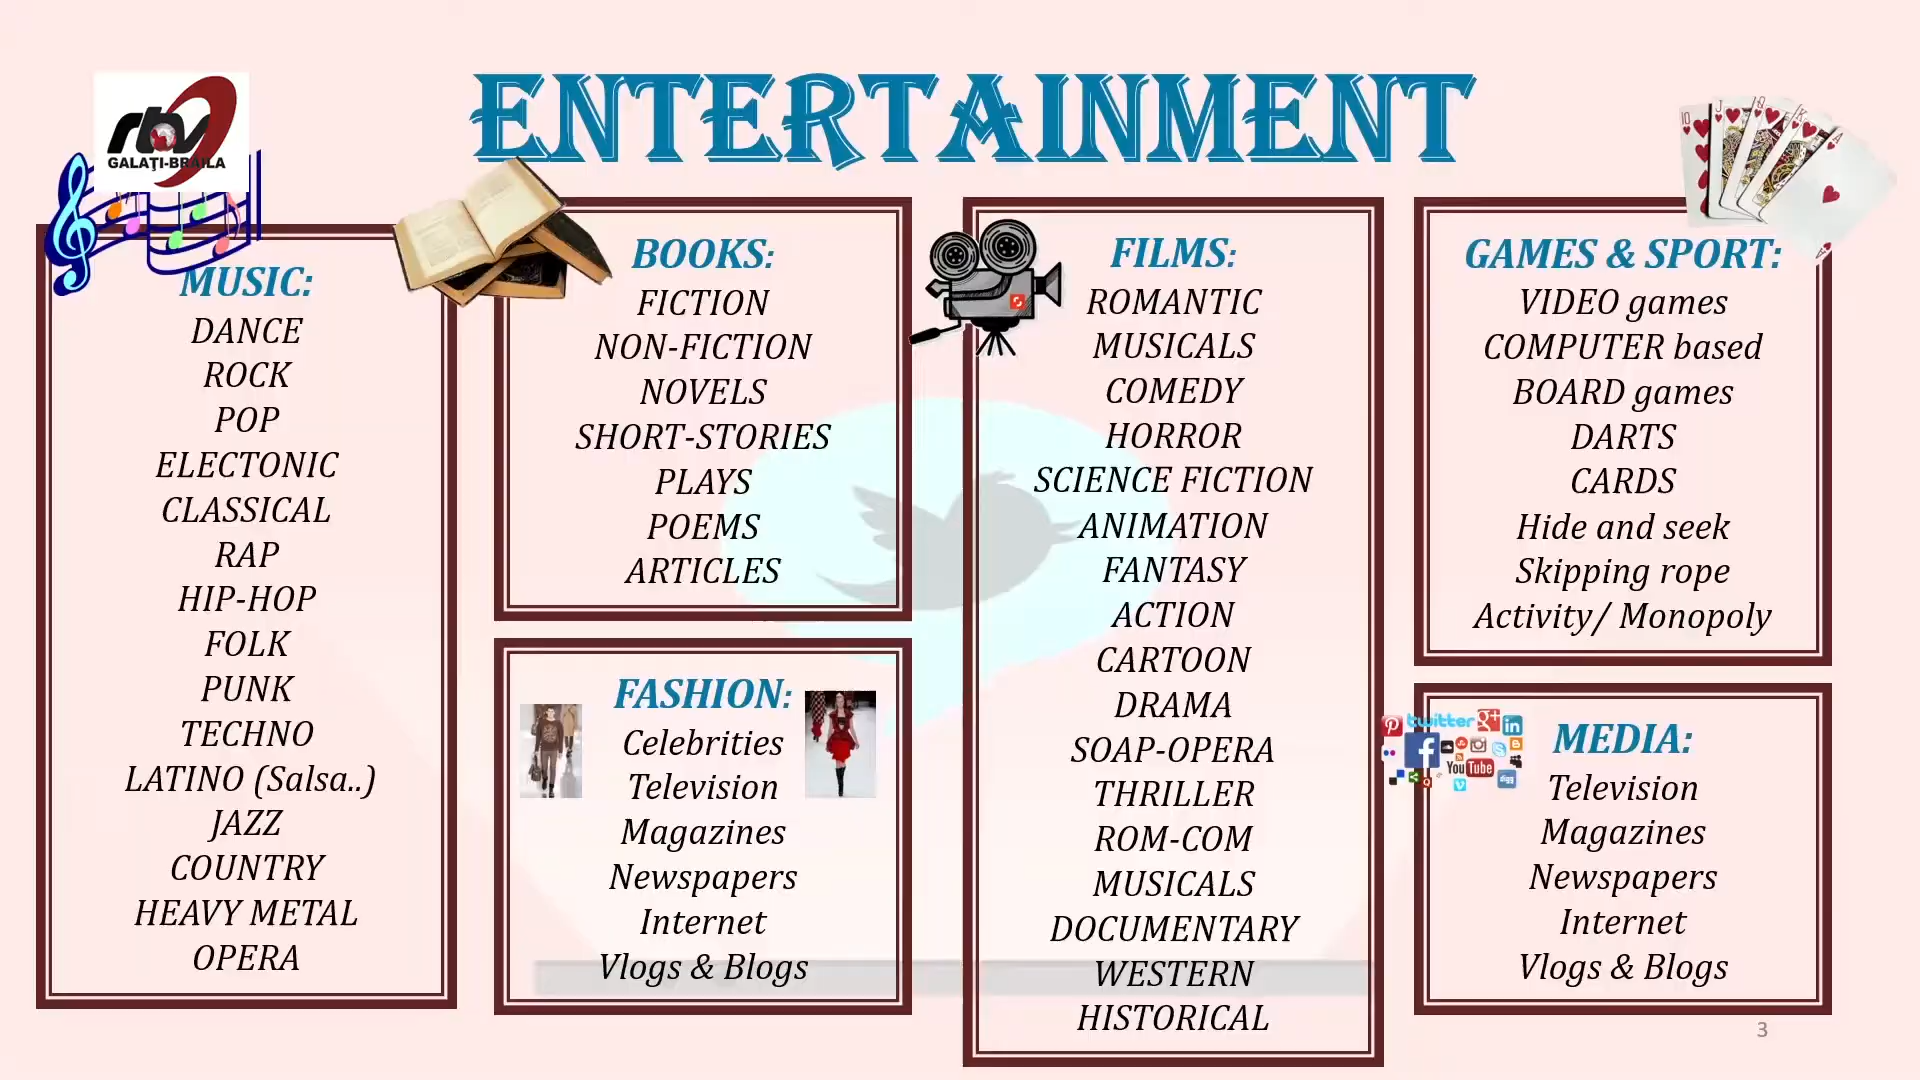 ENTERTAINMENT
rtv
GALAŢI-BRĂILA
MUSIC:
DANCE
ROCK
POP
ELECTONIC
CLASSICAL
RAP
HIP-HOP
FOLK
PUNK
TECHNO
LATINO (Salsa..)
JAZZ
COUNTRY
HEAVY METAL
OPERA
BOOKS:
FICTION
NON-FICTION
NOVELS
SHORT-STORIES
PLAYS
POEMS
ARTICLES
FASHION:
Celebrities
Television
Magazines
Newspapers
Internet
Vlogs & Blogs
FILMS:
ROMANTIC
MUSICALS
COMEDY
HORROR
SCIENCE FICTION
ANIMATION
FANTASY
ACTION
CARTOON
DRAMA
SOAP-OPERA
THRILLER
ROM-COM
MUSICALS
DOCUMENTARY
WESTERN
HISTORICAL
10 J Q K A
GAMES & SPORT:
VIDEO games
COMPUTER based
BOARD games
DARTS
CARDS
Hide and seek
Skipping rope
Activity/ Monopoly
twitter g+ in
f
YouTube digg
MEDIA:
Television
Magazines
Newspapers
Internet
Vlogs & Blogs
3